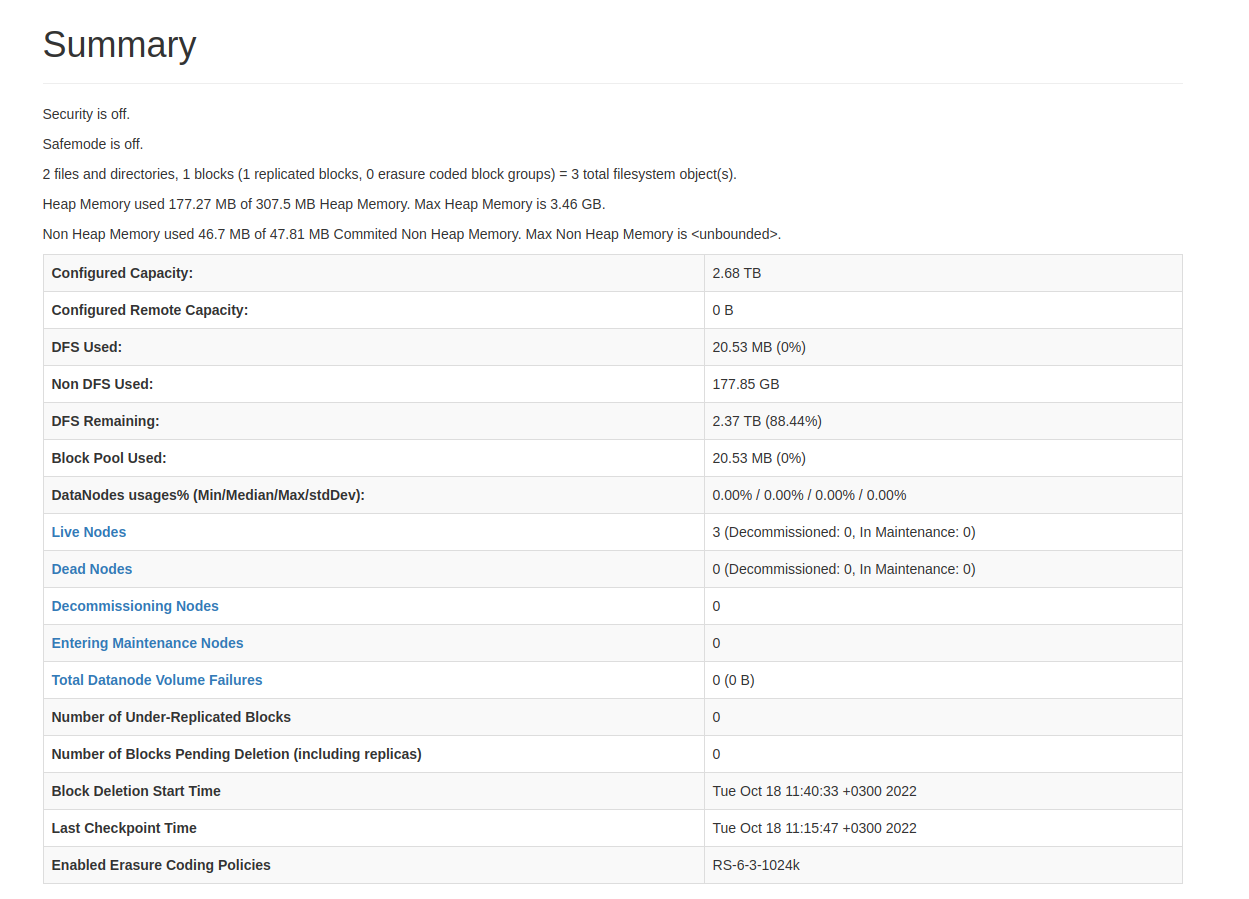 Summary
Security is off.
Safemode is off.
2 files and directories, 1 blocks (1 replicated blocks, 0 erasure coded block groups) = 3 total filesystem object(s).
Heap Memory used 177.27 MB of 307.5 MB Heap Memory. Max Heap Memory is 3.46 GB.
Non Heap Memory used 46.7 MB of 47.81 MB Commited Non Heap Memory. Max Non Heap Memory is <unbounded>.
Configured Capacity: 2.68 TB
Configured Remote Capacity: 0 B
DFS Used: 20.53 MB (0%)
Non DFS Used: 177.85 GB
DFS Remaining: 2.37 TB (88.44%)
Block Pool Used: 20.53 MB (0%)
DataNodes usages% (Min/Median/Max/stdDev): 0.00% / 0.00% / 0.00% / 0.00%
Live Nodes 3 (Decommissioned: 0, In Maintenance: 0)
Dead Nodes 0 (Decommissioned: 0, In Maintenance: 0)
Decommissioning Nodes 0
Entering Maintenance Nodes 0
Total Datanode Volume Failures 0 (0 B)
Number of Under-Replicated Blocks 0
Number of Blocks Pending Deletion (including replicas) 0
Block Deletion Start Time Tue Oct 18 11:40:33 +0300 2022
Last Checkpoint Time Tue Oct 18 11:15:47 +0300 2022
Enabled Erasure Coding Policies RS-6-3-1024k